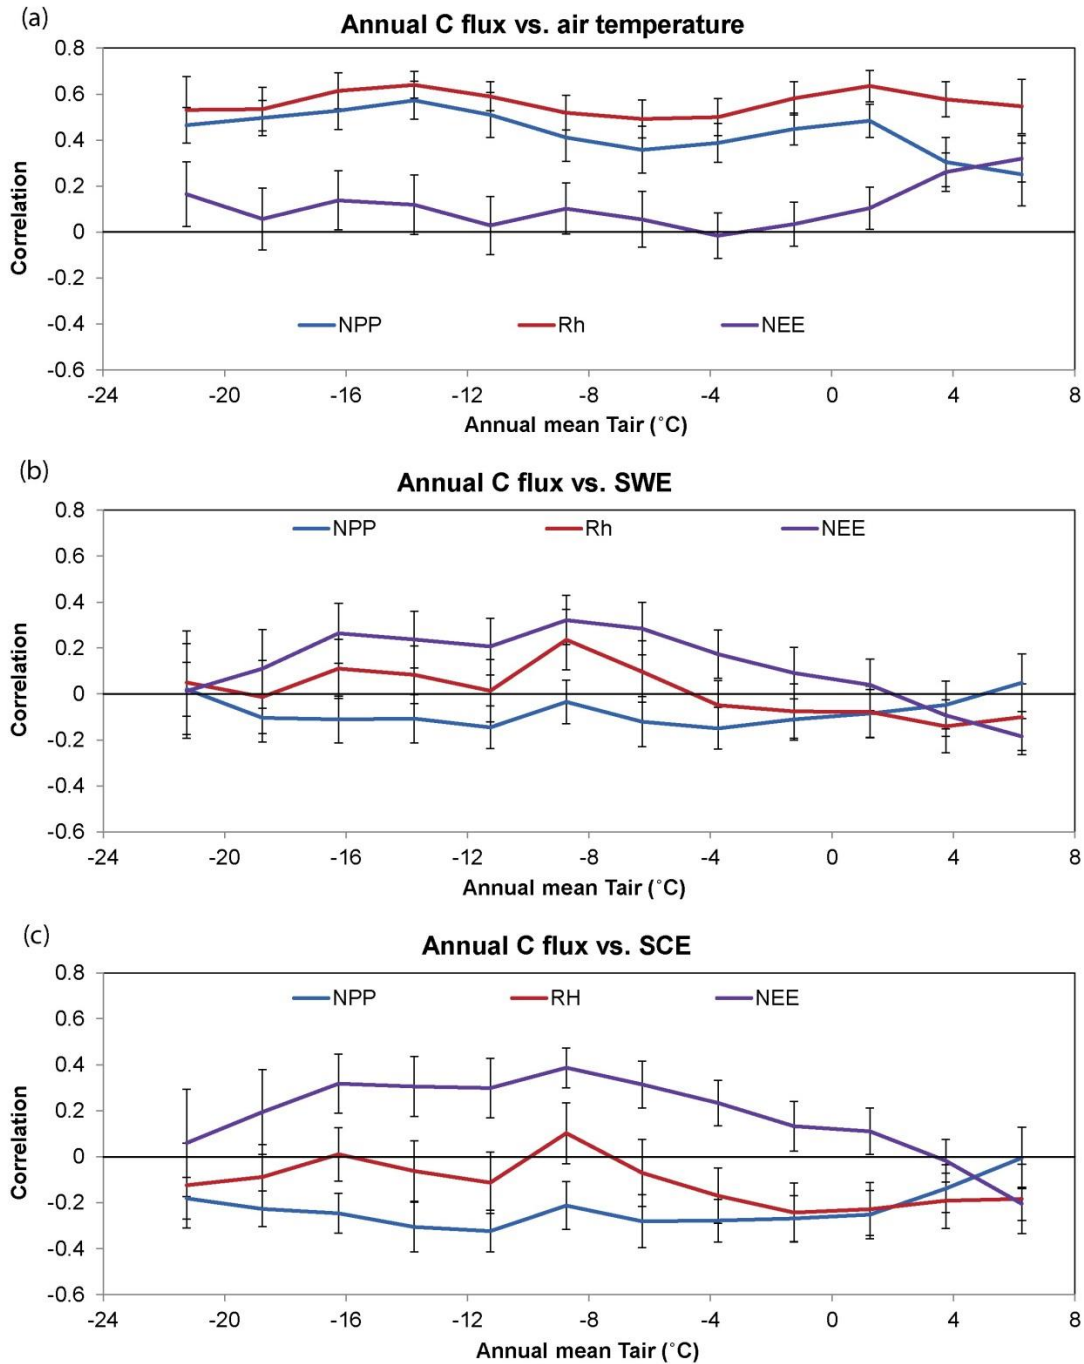 (a)
Annual C flux vs. air temperature
0.8
0.6
0.4
0.2
0
-0.2
-0.4
-0.6
Correlation
NPP Rh NEE
-24 -20 -16 -12 -8 -4 0 4 8
Annual mean Tair (˚C)
(b)
Annual C flux vs. SWE
0.8
0.6
0.4
0.2
0
-0.2
-0.4
-0.6
Correlation
NPP Rh NEE
-24 -20 -16 -12 -8 -4 0 4 8
Annual mean Tair (˚C)
(c)
Annual C flux vs. SCE
0.8
0.6
0.4
0.2
0
-0.2
-0.4
-0.6
Correlation
NPP RH NEE
-24 -20 -16 -12 -8 -4 0 4 8
Annual mean Tair (˚C)